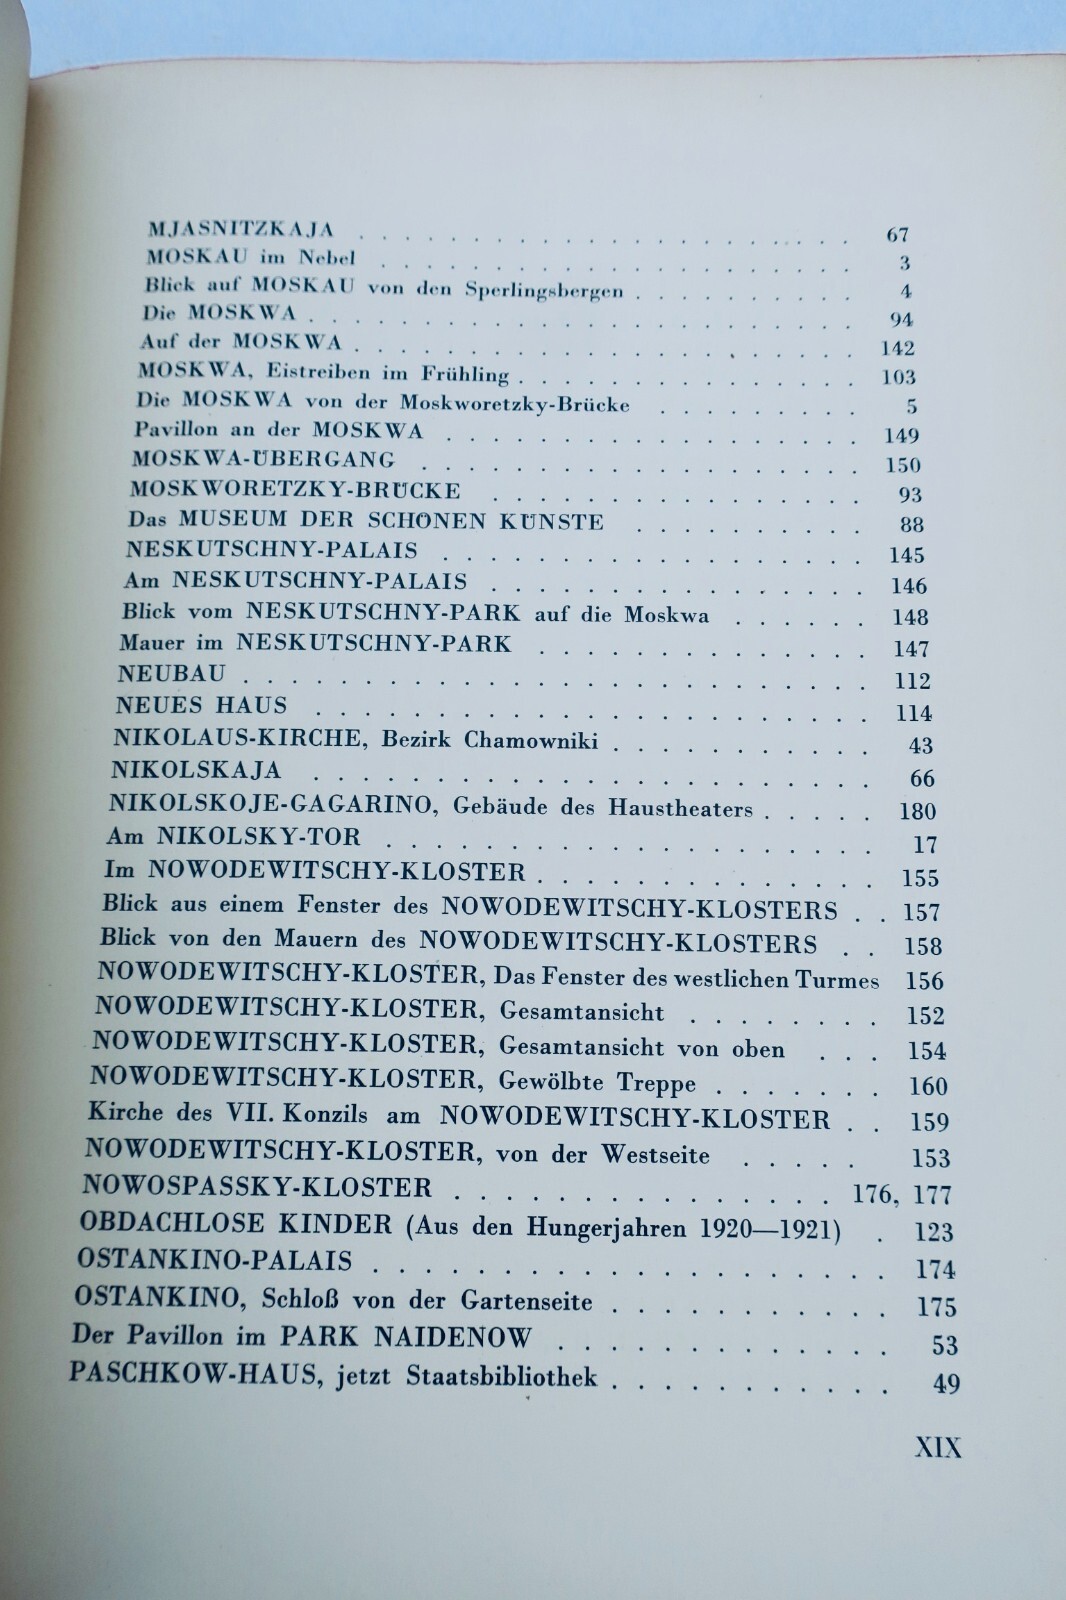 MJASNITZKAJA . . . . . . . . . . . . . . . . . . . . . . 67
MOSKAU im Nebel . . . . . . . . . . . . . . . . . . . . . 3
Blick auf MOSKAU von den Sperlingsbergen . . . . . . . . . . 4
Die MOSKWA . . . . . . . . . . . . . . . . . . . . . . . . 94
Auf der MOSKWA . . . . . . . . . . . . . . . . . . . . . . 142
MOSKWA, Eistreiben im Frühling . . . . . . . . . . . . . . . 103
Die MOSKWA von der Moskworetzky-Brücke . . . . . . . . . 5
Pavillon an der MOSKWA . . . . . . . . . . . . . . . . . . 149
MOSKWA-ÜBERGANG . . . . . . . . . . . . . . . . . . . 150
MOSKWORETZKY-BRÜCKE . . . . . . . . . . . . . . . . 93
Das MUSEUM DER SCHÖNEN KÜNSTE . . . . . . . . . . 88
NESKUTSCHNY-PALAIS . . . . . . . . . . . . . . . . . . 145
Am NESKUTSCHNY-PALAIS . . . . . . . . . . . . . . . . 146
Blick vom NESKUTSCHNY-PARK auf die Moskwa . . . . . . 148
Mauer im NESKUTSCHNY-PARK . . . . . . . . . . . . . . 147
NEUBAU . . . . . . . . . . . . . . . . . . . . . . . . . 112
NEUES HAUS . . . . . . . . . . . . . . . . . . . . . . 114
NIKOLAUS-KIRCHE, Bezirk Chamowniki . . . . . . . . . . . 43
NIKOLSKAJA . . . . . . . . . . . . . . . . . . . . . . 66
NIKOLSKOJE-GAGARINO, Gebäude des Haustheaters . . . . . 180
Am NIKOLSKY-TOR . . . . . . . . . . . . . . . . . . . 17
Im NOWODEWITSCHY-KLOSTER . . . . . . . . . . . . . . 155
Blick aus einem Fenster des NOWODEWITSCHY-KLOSTERS . . 157
Blick von den Mauern des NOWODEWITSCHY-KLOSTERS . . 158
NOWODEWITSCHY-KLOSTER, Das Fenster des westlichen Turmes 156
NOWODEWITSCHY-KLOSTER, Gesamtansicht . . . . . . . . 152
NOWODEWITSCHY-KLOSTER, Gesamtansicht von oben . . . 154
NOWODEWITSCHY-KLOSTER, Gewölbte Treppe . . . . . . . 160
Kirche des VII. Konzils am NOWODEWITSCHY-KLOSTER . . 159
NOWODEWITSCHY-KLOSTER, von der Westseite . . . . . 153
NOWOSPASSKY-KLOSTER . . . . . . . . . . . . . . . 176, 177
OBDACHLOSE KINDER (Aus den Hungerjahren 1920—1921) . 123
OSTANKINO-PALAIS . . . . . . . . . . . . . . . . . . . 174
OSTANKINO, Schloß von der Gartenseite . . . . . . . . . . . 175
Der Pavillon im PARK NAIDENOW . . . . . . . . . . . . . 53
PASCHKOW-HAUS, jetzt Staatsbibliothek . . . . . . . . . . . 49
XIX